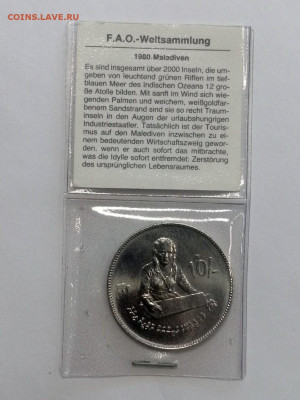 COINS.LAVE.RU
F.A.O.-Weltsammlung
1980 Malediven
Es sind insgesamt über 2000 Inseln, die um-
geben von leuchtend grünen Riffen im tief-
blauen Meer des Indischen Ozeans 12 gro-
ße Atolle bilden. Mit sanft im Wind sich wie-
genden Palmen und weichem, weißgoldfar-
benem Sandstrand sind sie so recht Traum-
inseln in den Augen der urlaubshungrigen
Industriestaatler. Tatsächlich ist der Touris-
mus auf den Malediven inzwischen zu ei-
nem bedeutenden Wirtschaftszweig gewor-
den, wenn er auch sofort das mitbrachte,
was die Idylle sofort entfremdet: Zerstörung
des ursprünglichen Lebensraumes.
10/-